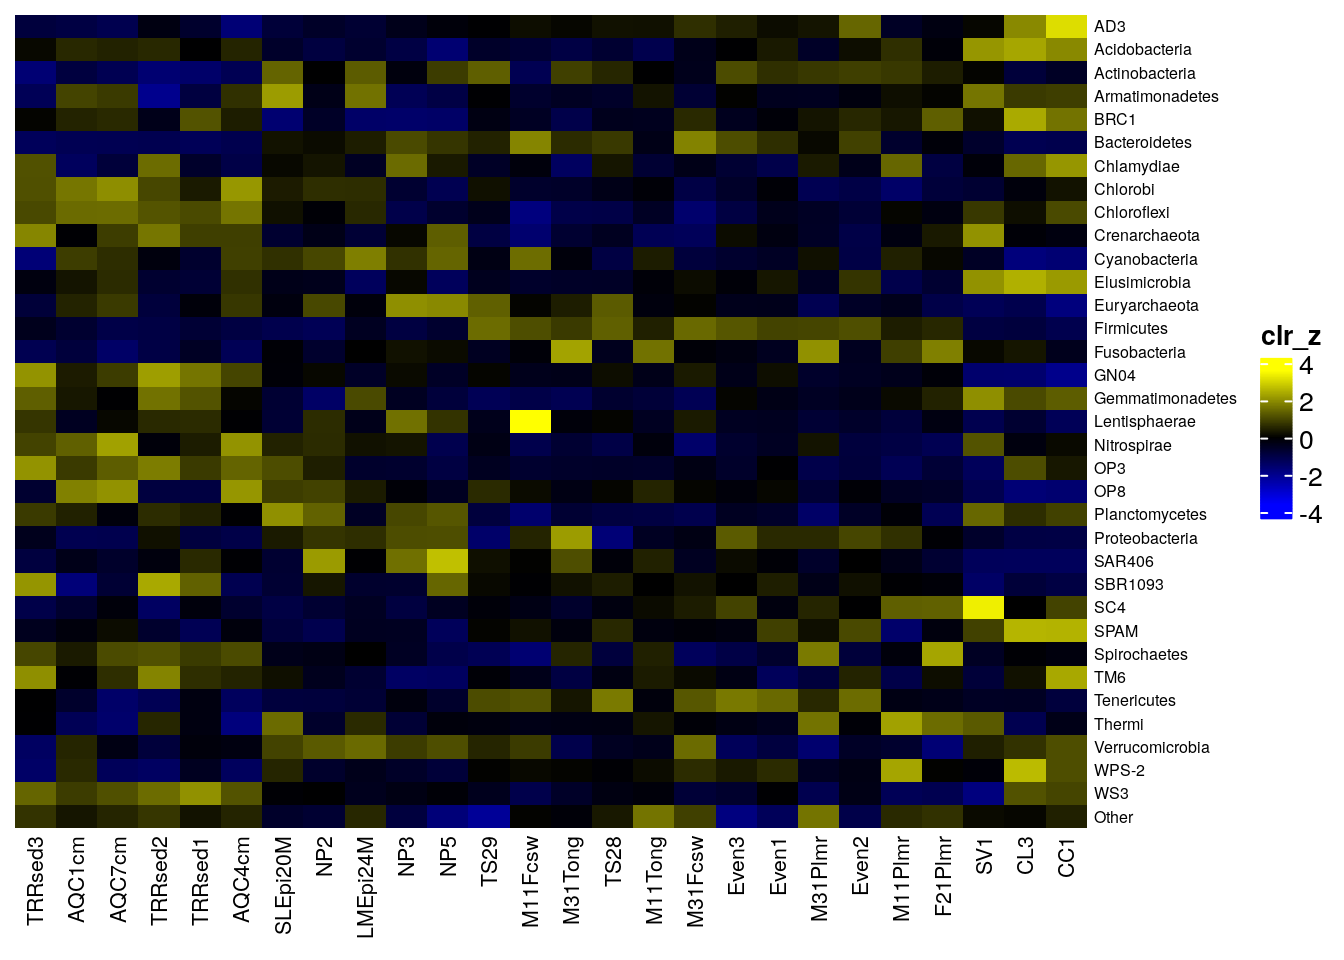 AD3
Acidobacteria
Actinobacteria
Armatimonadetes
BRC1
Bacteroidetes
Chlamydiae
Chlorobi
Chloroflexi
Crenarchaeota
Cyanobacteria
Elusimicrobia
Euryarchaeota
Firmicutes
Fusobacteria
GN04
Gemmatimonadetes
Lentisphaerae
Nitrospirae
OP3
OP8
Planctomycetes
Proteobacteria
SAR406
SBR1093
SC4
SPAM
Spirochaetes
TM6
Tenericutes
Thermi
Verrucomicrobia
WPS-2
WS3
Other
clr_z
4
2
0
-2
-4
TRRsed3
AQC1cm
AQC7cm
TRRsed2
TRRsed1
AQC4cm
SLEpi20M
NP2
LMEpi24M
NP3
NP5
TS29
M11Fcsw
M31Tong
TS28
M11Tong
M31Fcsw
Even3
Even1
M31Plmr
Even2
M11Plmr
F21Plmr
SV1
CL3
CC1